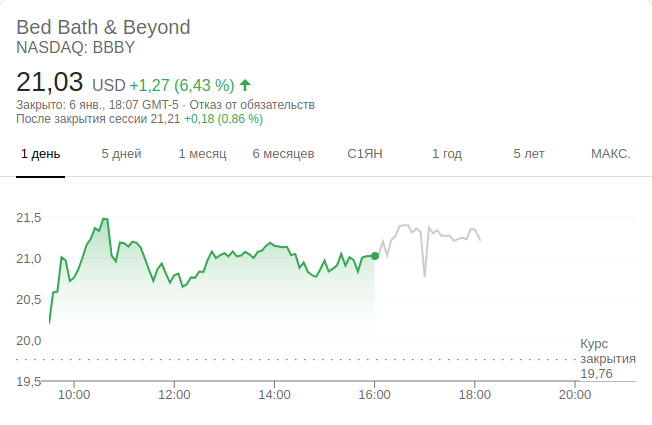 Bed Bath & Beyond
NASDAQ: BBBY
21,03 USD +1,27 (6,43 %)
Закрыто: 6 янв., 18:07 GMT-5 · Отказ от обязательств
После закрытия сессии 21,21 +0,18 (0,86 %)
1 день 5 дней 1 месяц 6 месяцев С1ЯН 1 год 5 лет МАКС.
21,5
21,0
20,5
20,0
Курс
закрытия
19,76
19,5
10:00 12:00 14:00 16:00 18:00 20:00